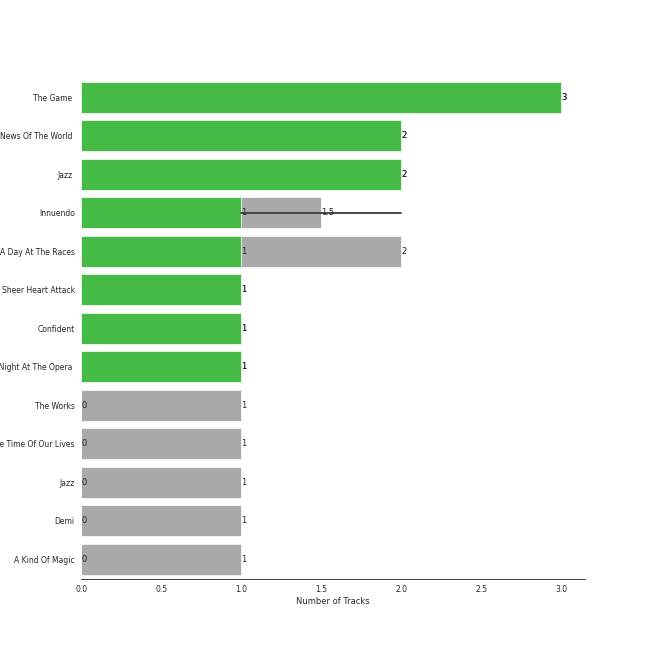 The Game 3
News Of The World 2
Jazz 2
Innuendo 1 1.5
A Day At The Races 1 2
Sheer Heart Attack 1
Confident 1
Night At The Opera 1
The Works 0 1
Time Of Our Lives 0 1
Jazz 0 1
Demi 0 1
A Kind Of Magic 0 1
0.0 0.5 1.0 1.5 2.0 2.5 3.0
Number of Tracks